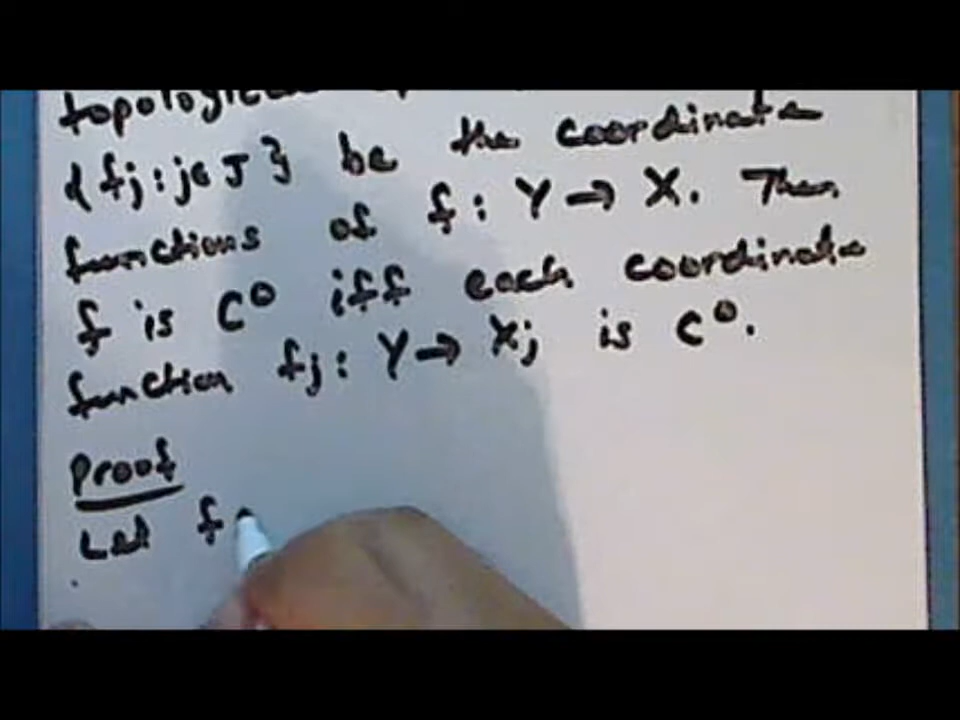 topological
{fj : j∈J} be the coordinate
functions of f : Y → X. Then
f is C⁰ iff each coordinate
function fj : Y → Xj is C⁰.
Proof
Let f